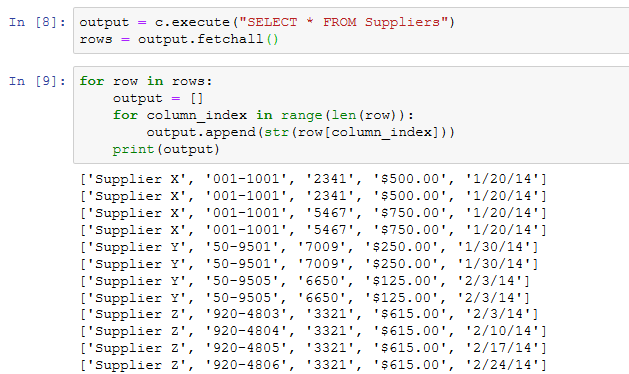 In [8]: output = c.execute("SELECT * FROM Suppliers")
rows = output.fetchall()
In [9]: for row in rows:
    output = []
    for column_index in range(len(row)):
        output.append(str(row[column_index]))
    print(output)
['Supplier X', '001-1001', '2341', '$500.00', '1/20/14']
['Supplier X', '001-1001', '2341', '$500.00', '1/20/14']
['Supplier X', '001-1001', '5467', '$750.00', '1/20/14']
['Supplier X', '001-1001', '5467', '$750.00', '1/20/14']
['Supplier Y', '50-9501', '7009', '$250.00', '1/30/14']
['Supplier Y', '50-9501', '7009', '$250.00', '1/30/14']
['Supplier Y', '50-9505', '6650', '$125.00', '2/3/14']
['Supplier Y', '50-9505', '6650', '$125.00', '2/3/14']
['Supplier Z', '920-4803', '3321', '$615.00', '2/3/14']
['Supplier Z', '920-4804', '3321', '$615.00', '2/10/14']
['Supplier Z', '920-4805', '3321', '$615.00', '2/17/14']
['Supplier Z', '920-4806', '3321', '$615.00', '2/24/14']